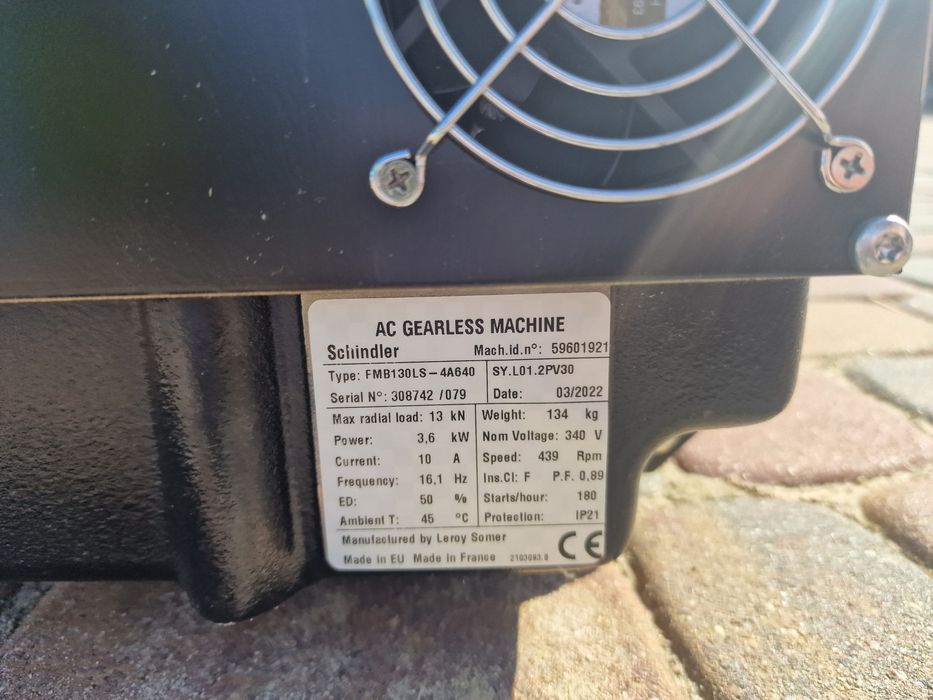 AC GEARLESS MACHINE
Schindler Mach.id.n°: 59601921
Type: FMB130LS-4A640 SY.L01.2PV30
Serial N°: 308742 /079 Date: 03/2022
Max radial load: 13 kN Weight: 134 kg
Power: 3,6 kW Nom Voltage: 340 V
Current: 10 A Speed: 439 Rpm
Frequency: 16,1 Hz Ins.Cl: F P.F. 0,89
ED: 50 % Starts/hour: 180
Ambient T: 45 °C Protection: IP21
Manufactured by Leroy Somer
Made in EU Made in France 2103093.8 CE